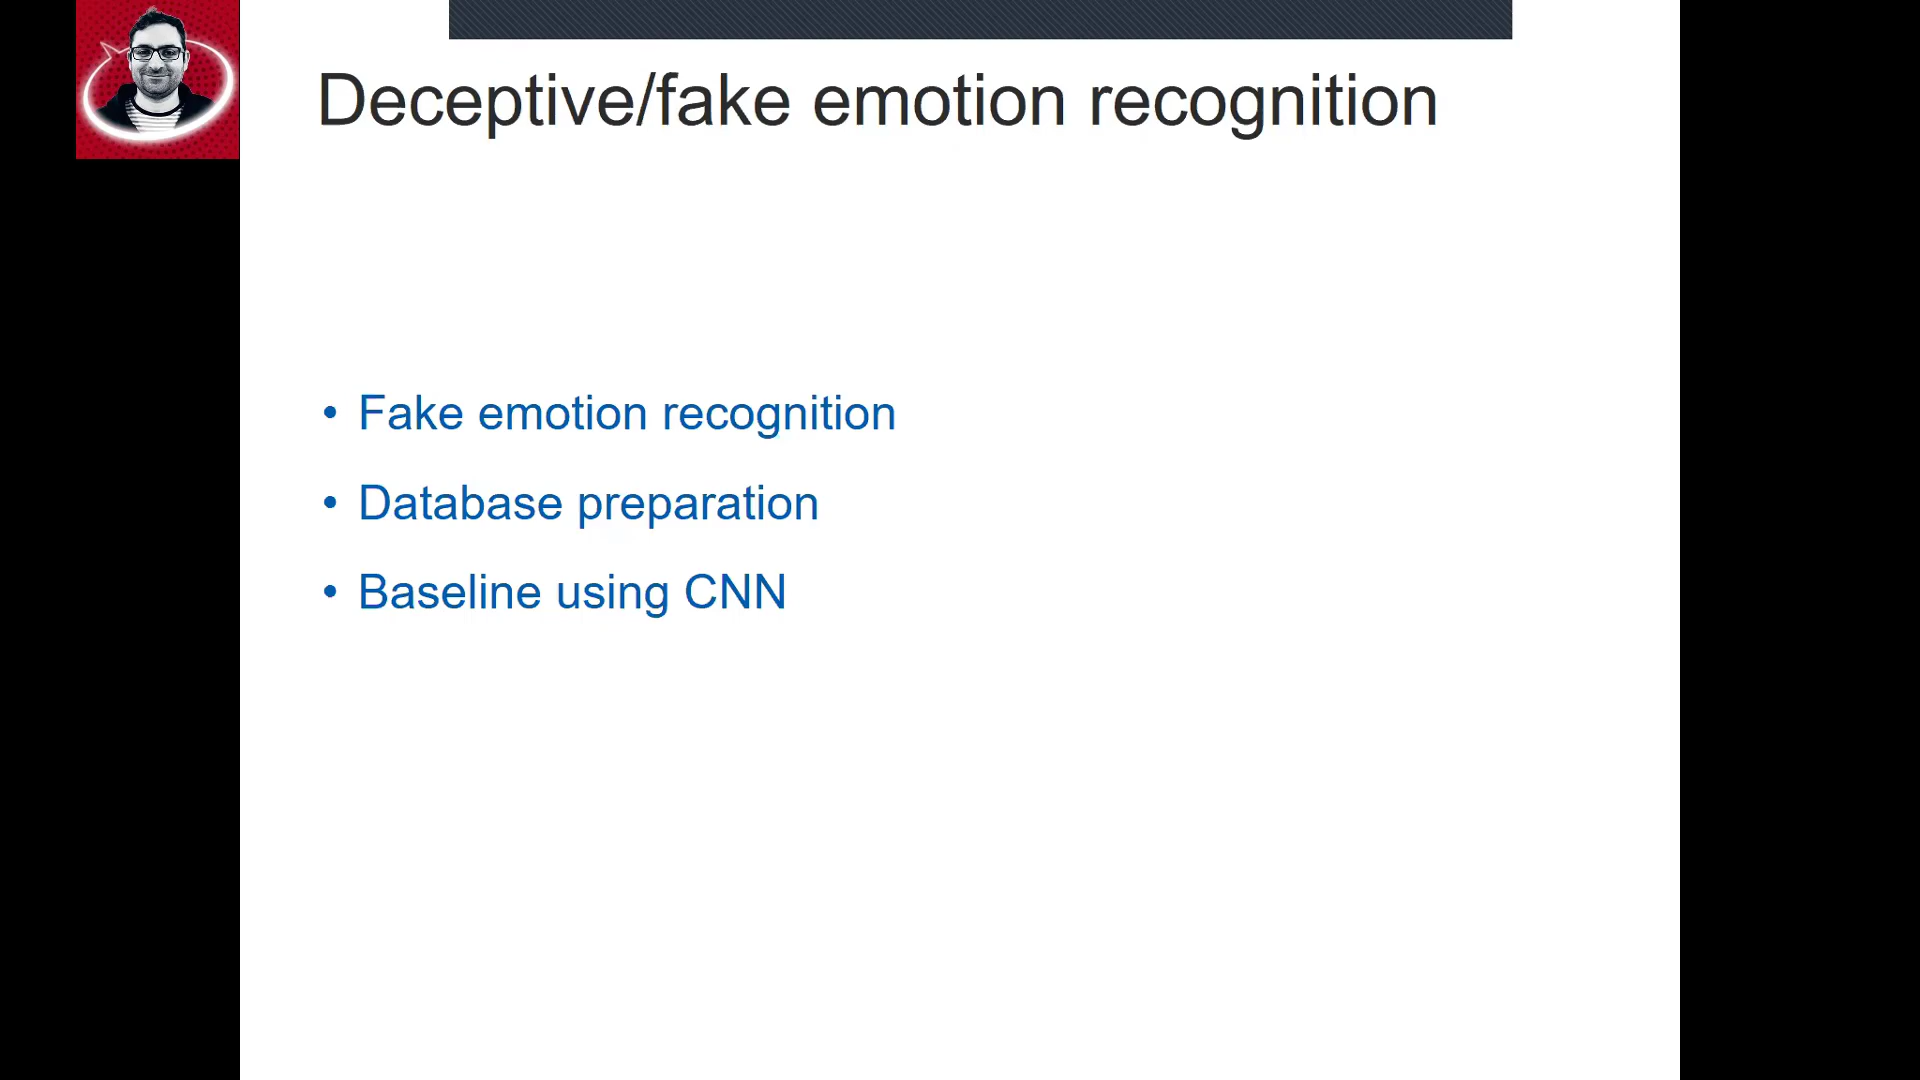 Deceptive/fake emotion recognition
• Fake emotion recognition
• Database preparation
• Baseline using CNN